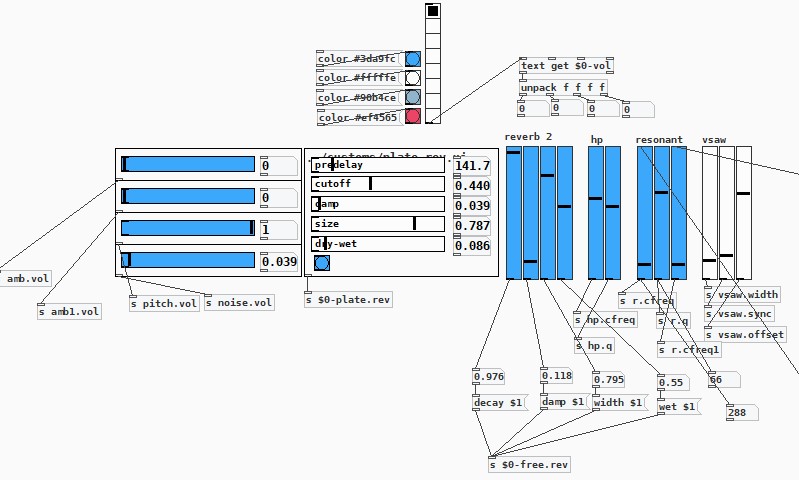 color #3da9fc
color #fffffe
color #90b4ce
color #ef4565
text get $0-vol
unpack f f f f
0 0 0 0
reverb 2 hp resonant vsaw
0
0
1
0.039
predelay 141.7
cutoff 0.440
damp 0.039
size 0.787
dry-wet 0.086
amb.vol
s amb1.vol
s pitch.vol
s noise.vol
s $0-plate.rev
s r.cfreq
s vsaw.width
s hp.cfreq
s r.q
s vsaw.sync
s vsaw.offset
s hp.q
s r.cfreq1
0.976
0.118
0.795
0.55
66
decay $1
damp $1
width $1
wet $1
288
s $0-free.rev